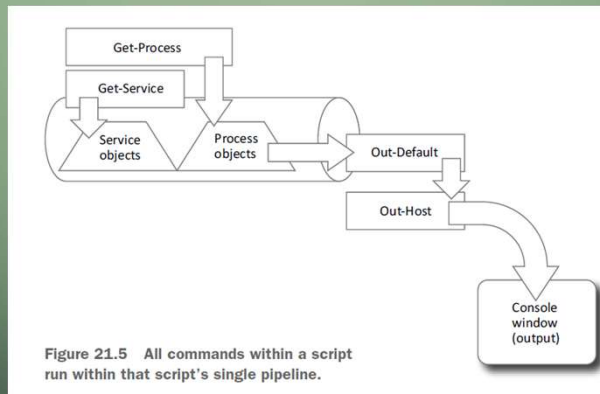 Get-Process
Get-Service
Service
objects
Process
objects
Out-Default
Out-Host
Console
window
(output)
Figure 21.5 All commands within a script
run within that script's single pipeline.